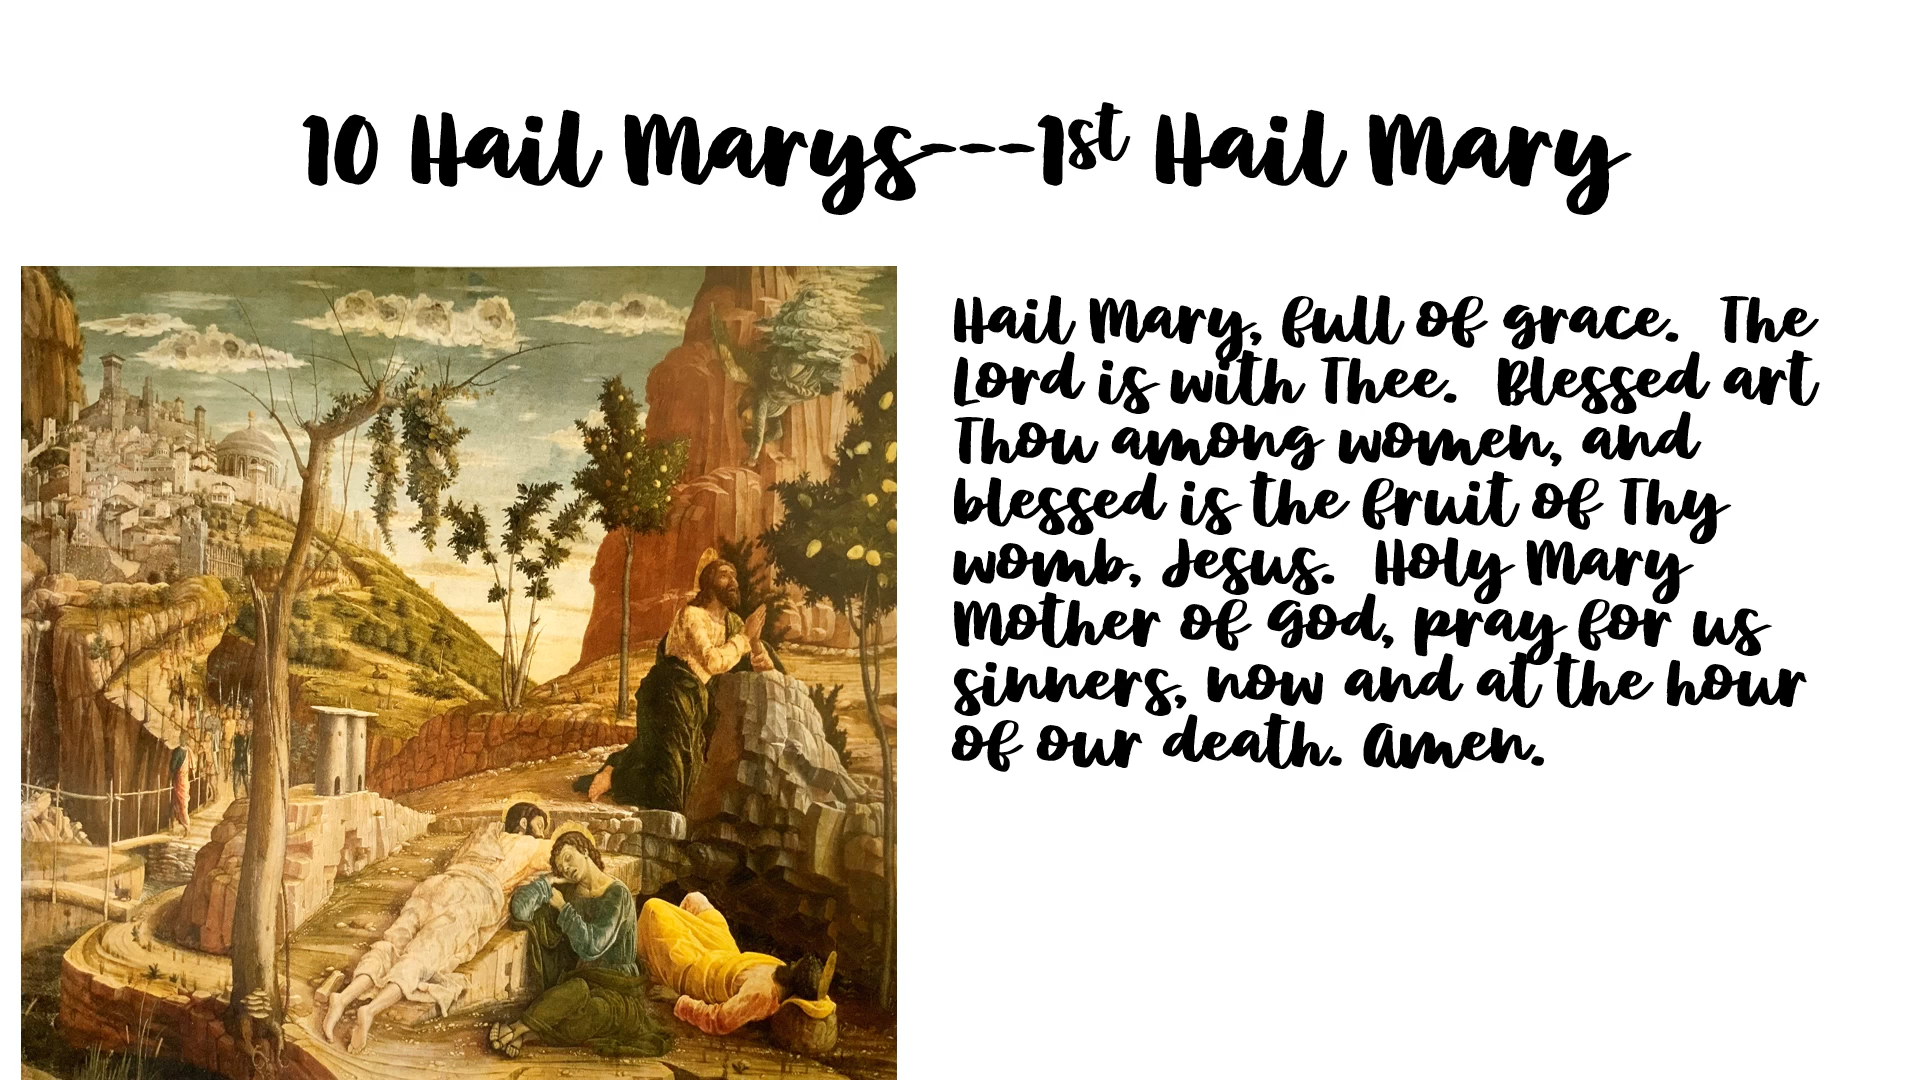 10 Hail Marys---1st Hail Mary
Hail Mary, full of grace.  The
Lord is with Thee.  Blessed art
Thou among women, and
blessed is the fruit of Thy
womb, Jesus.  Holy Mary
Mother of God, pray for us
sinners, now and at the hour
of our death. Amen.